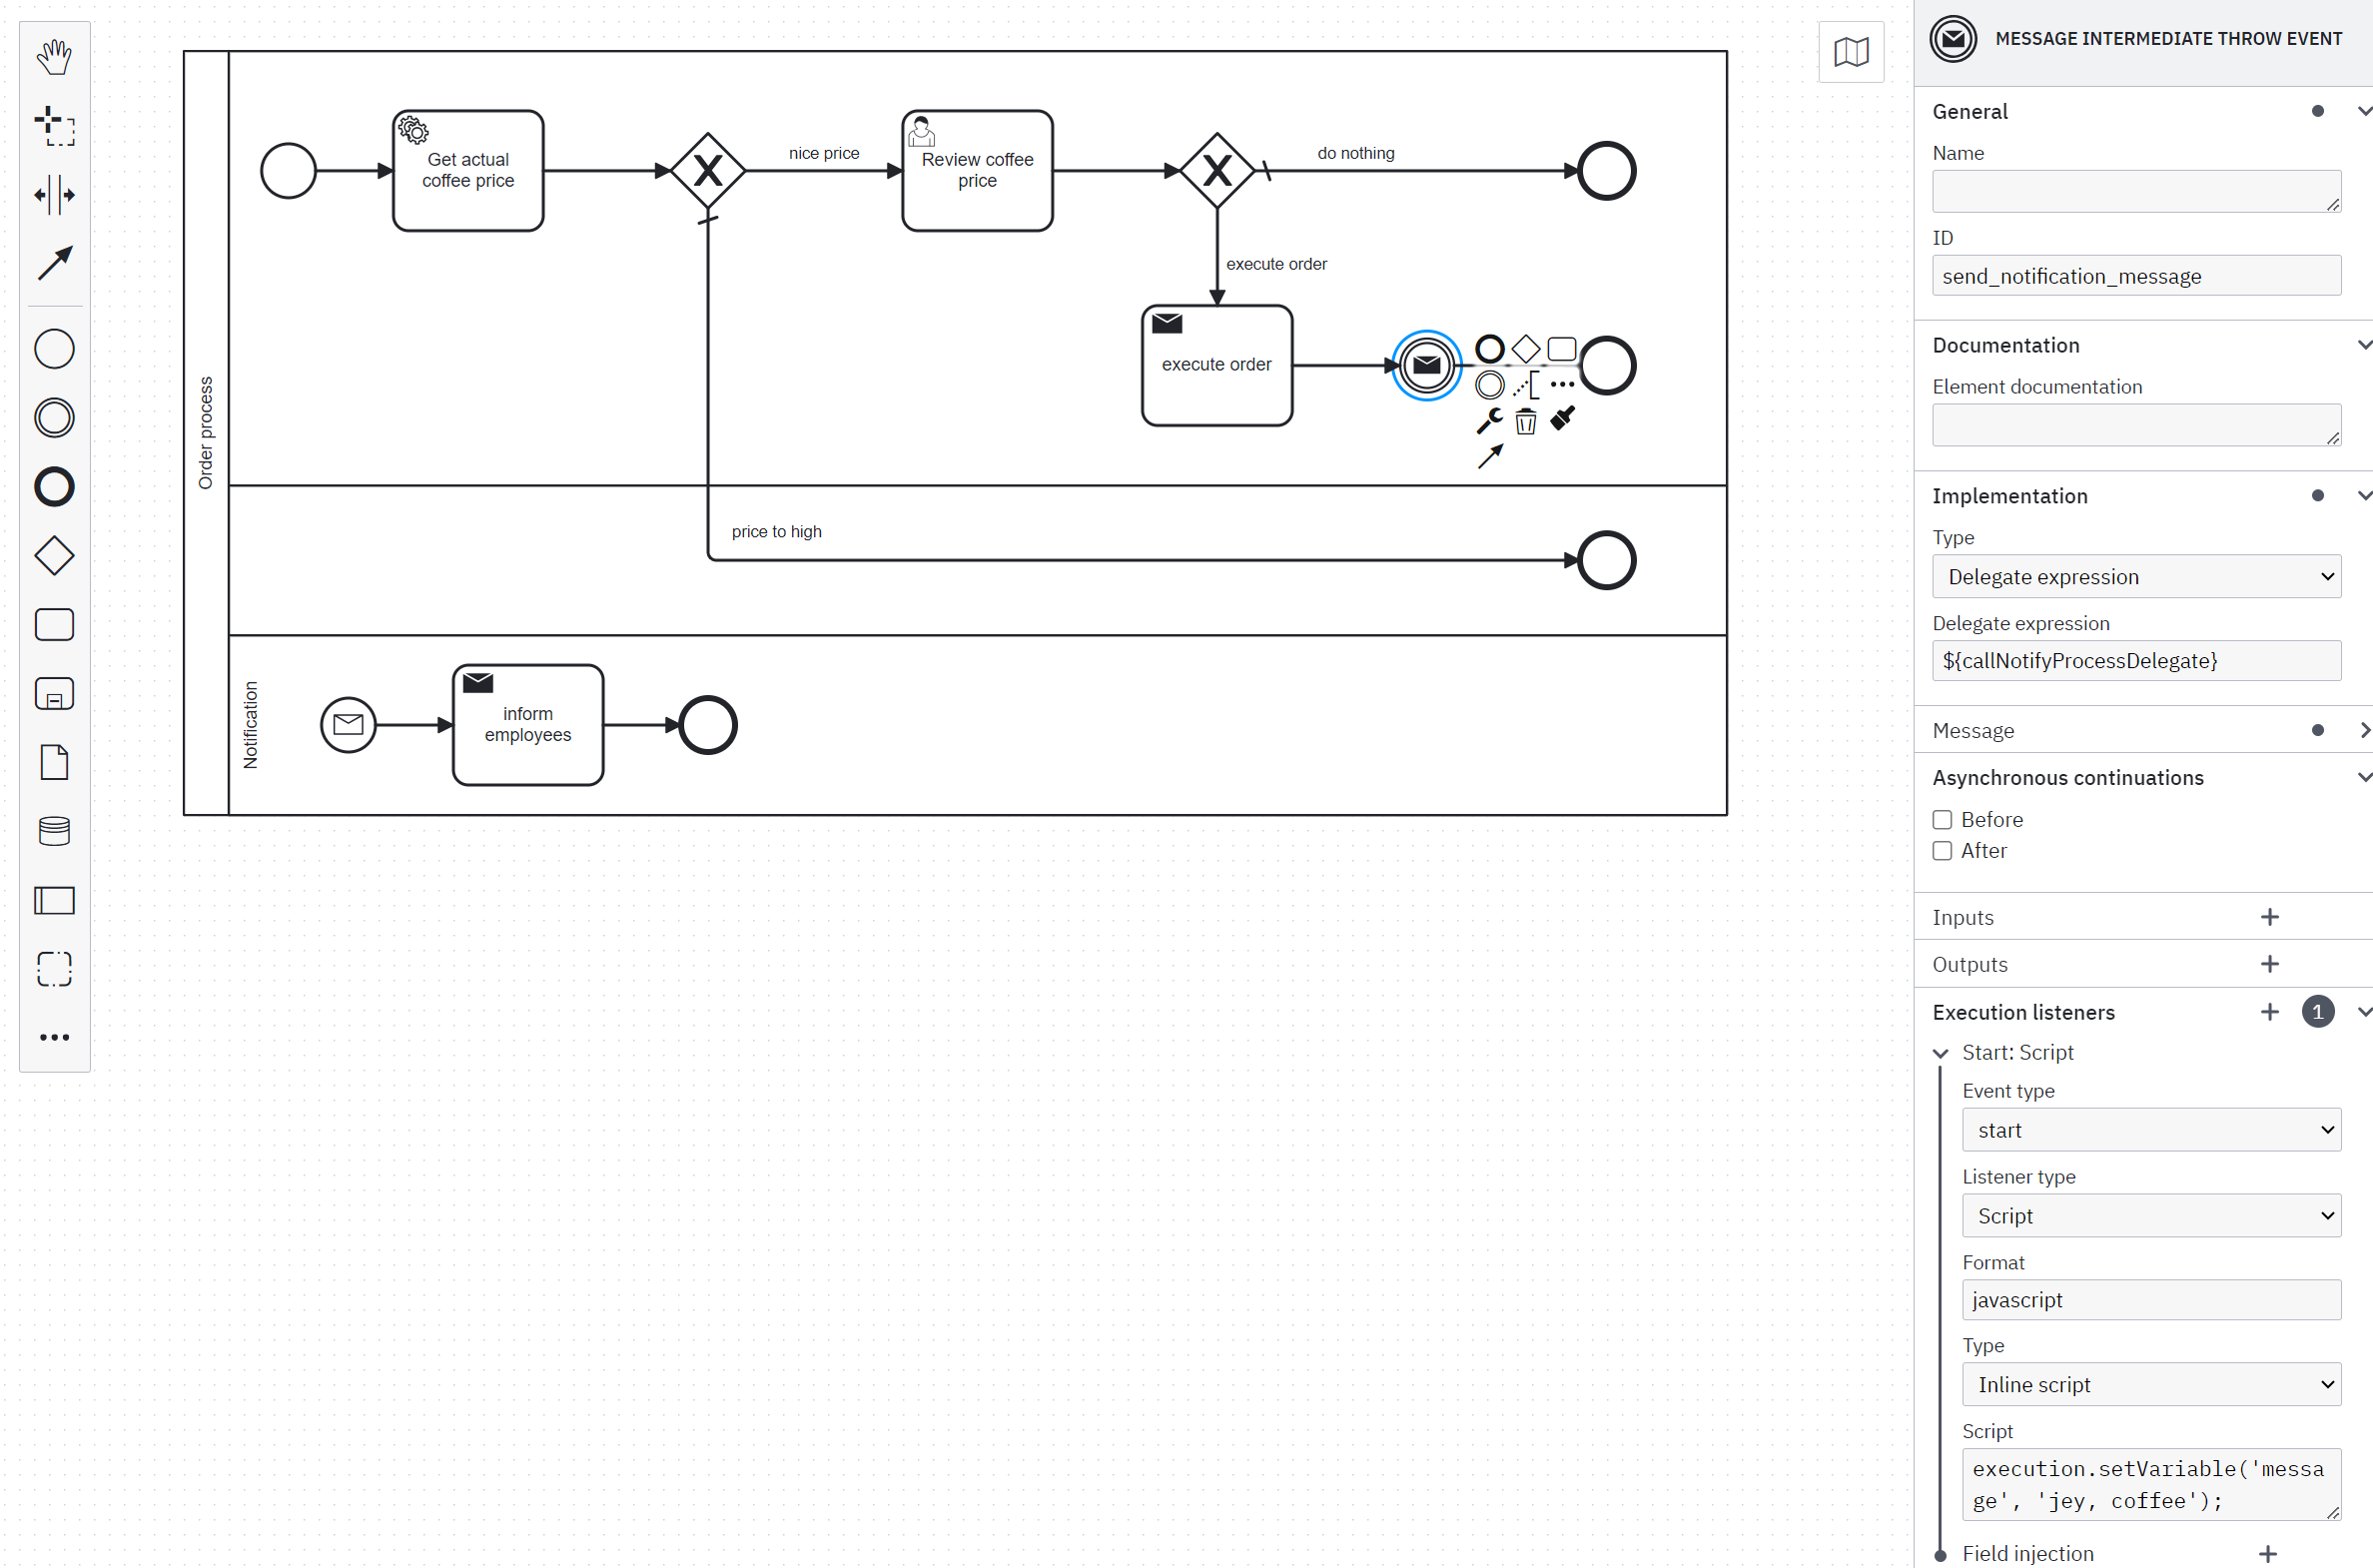 Order process
Get actual
coffee price
nice price
Review coffee
price
do nothing
execute order
execute order
price to high
Notification
inform
employees
MESSAGE INTERMEDIATE THROW EVENT
General
Name
ID
send_notification_message
Documentation
Element documentation
Implementation
Type
Delegate expression
Delegate expression
${callNotifyProcessDelegate}
Message
Asynchronous continuations
Before
After
Inputs
Outputs
Execution listeners
1
Start: Script
Event type
start
Listener type
Script
Format
javascript
Type
Inline script
Script
execution.setVariable('messa
ge', 'jey, coffee');
Field injection